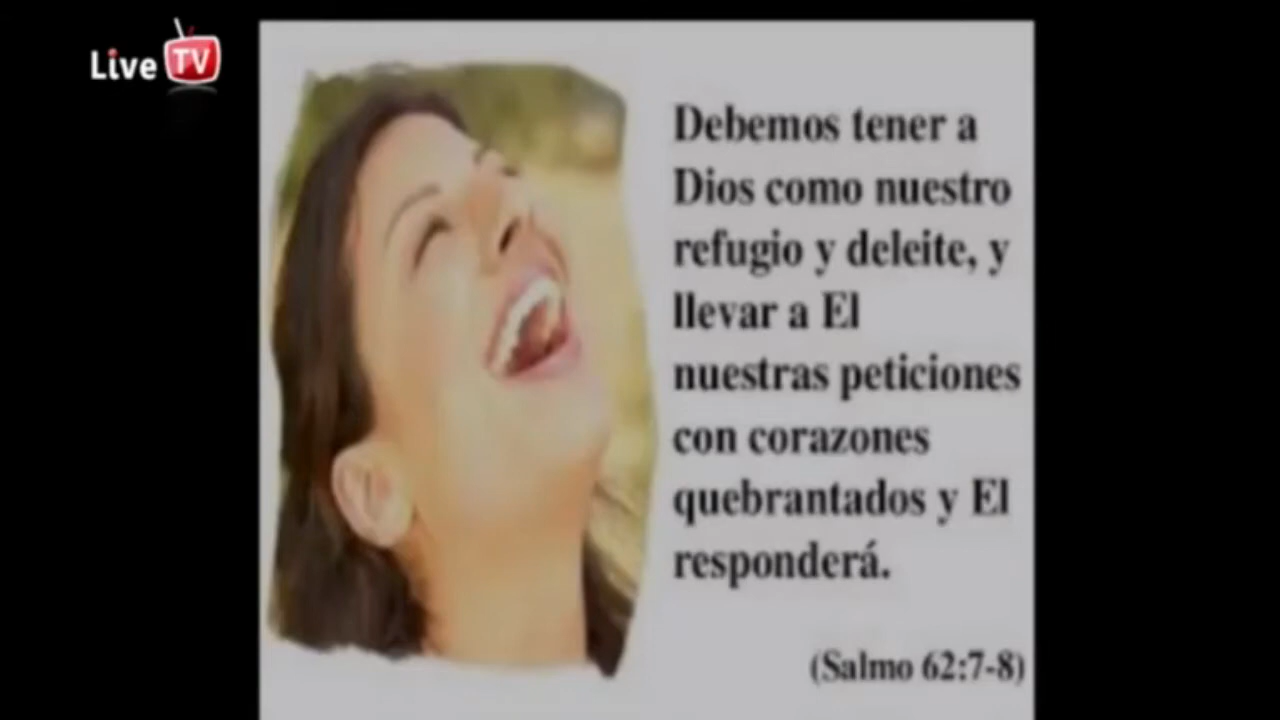 Live TV
Debemos tener a
Dios como nuestro
refugio y deleite, y
llevar a El
nuestras peticiones
con corazones
quebrantados y El
responderá.
(Salmo 62:7-8)